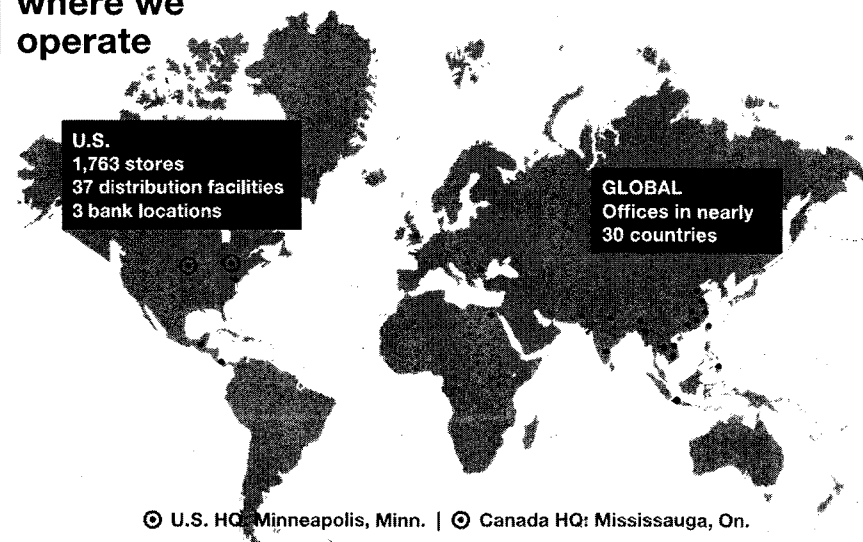 where we
operate
U.S.
1,763 stores
37 distribution facilities
3 bank locations
GLOBAL
Offices in nearly
30 countries
U.S. HQ: Minneapolis, Minn. | Canada HQ: Mississauga, On.